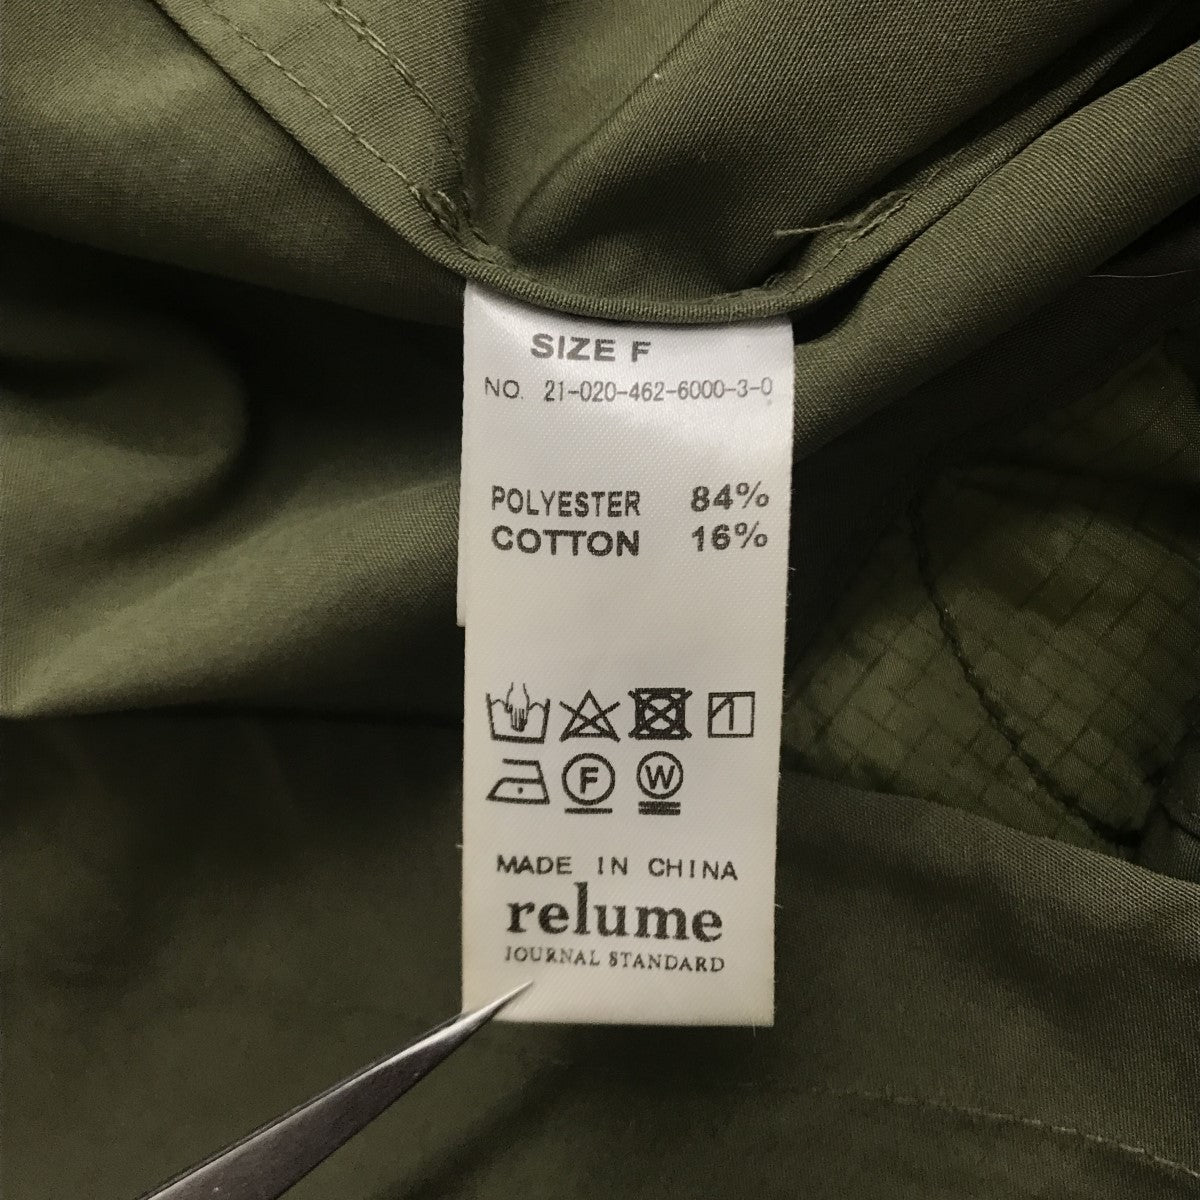 SIZE F
NO. 21-020-462-6000-3-0
POLYESTER 84%
COTTON 16%
F W
MADE IN CHINA
relume
JOURNAL STANDARD